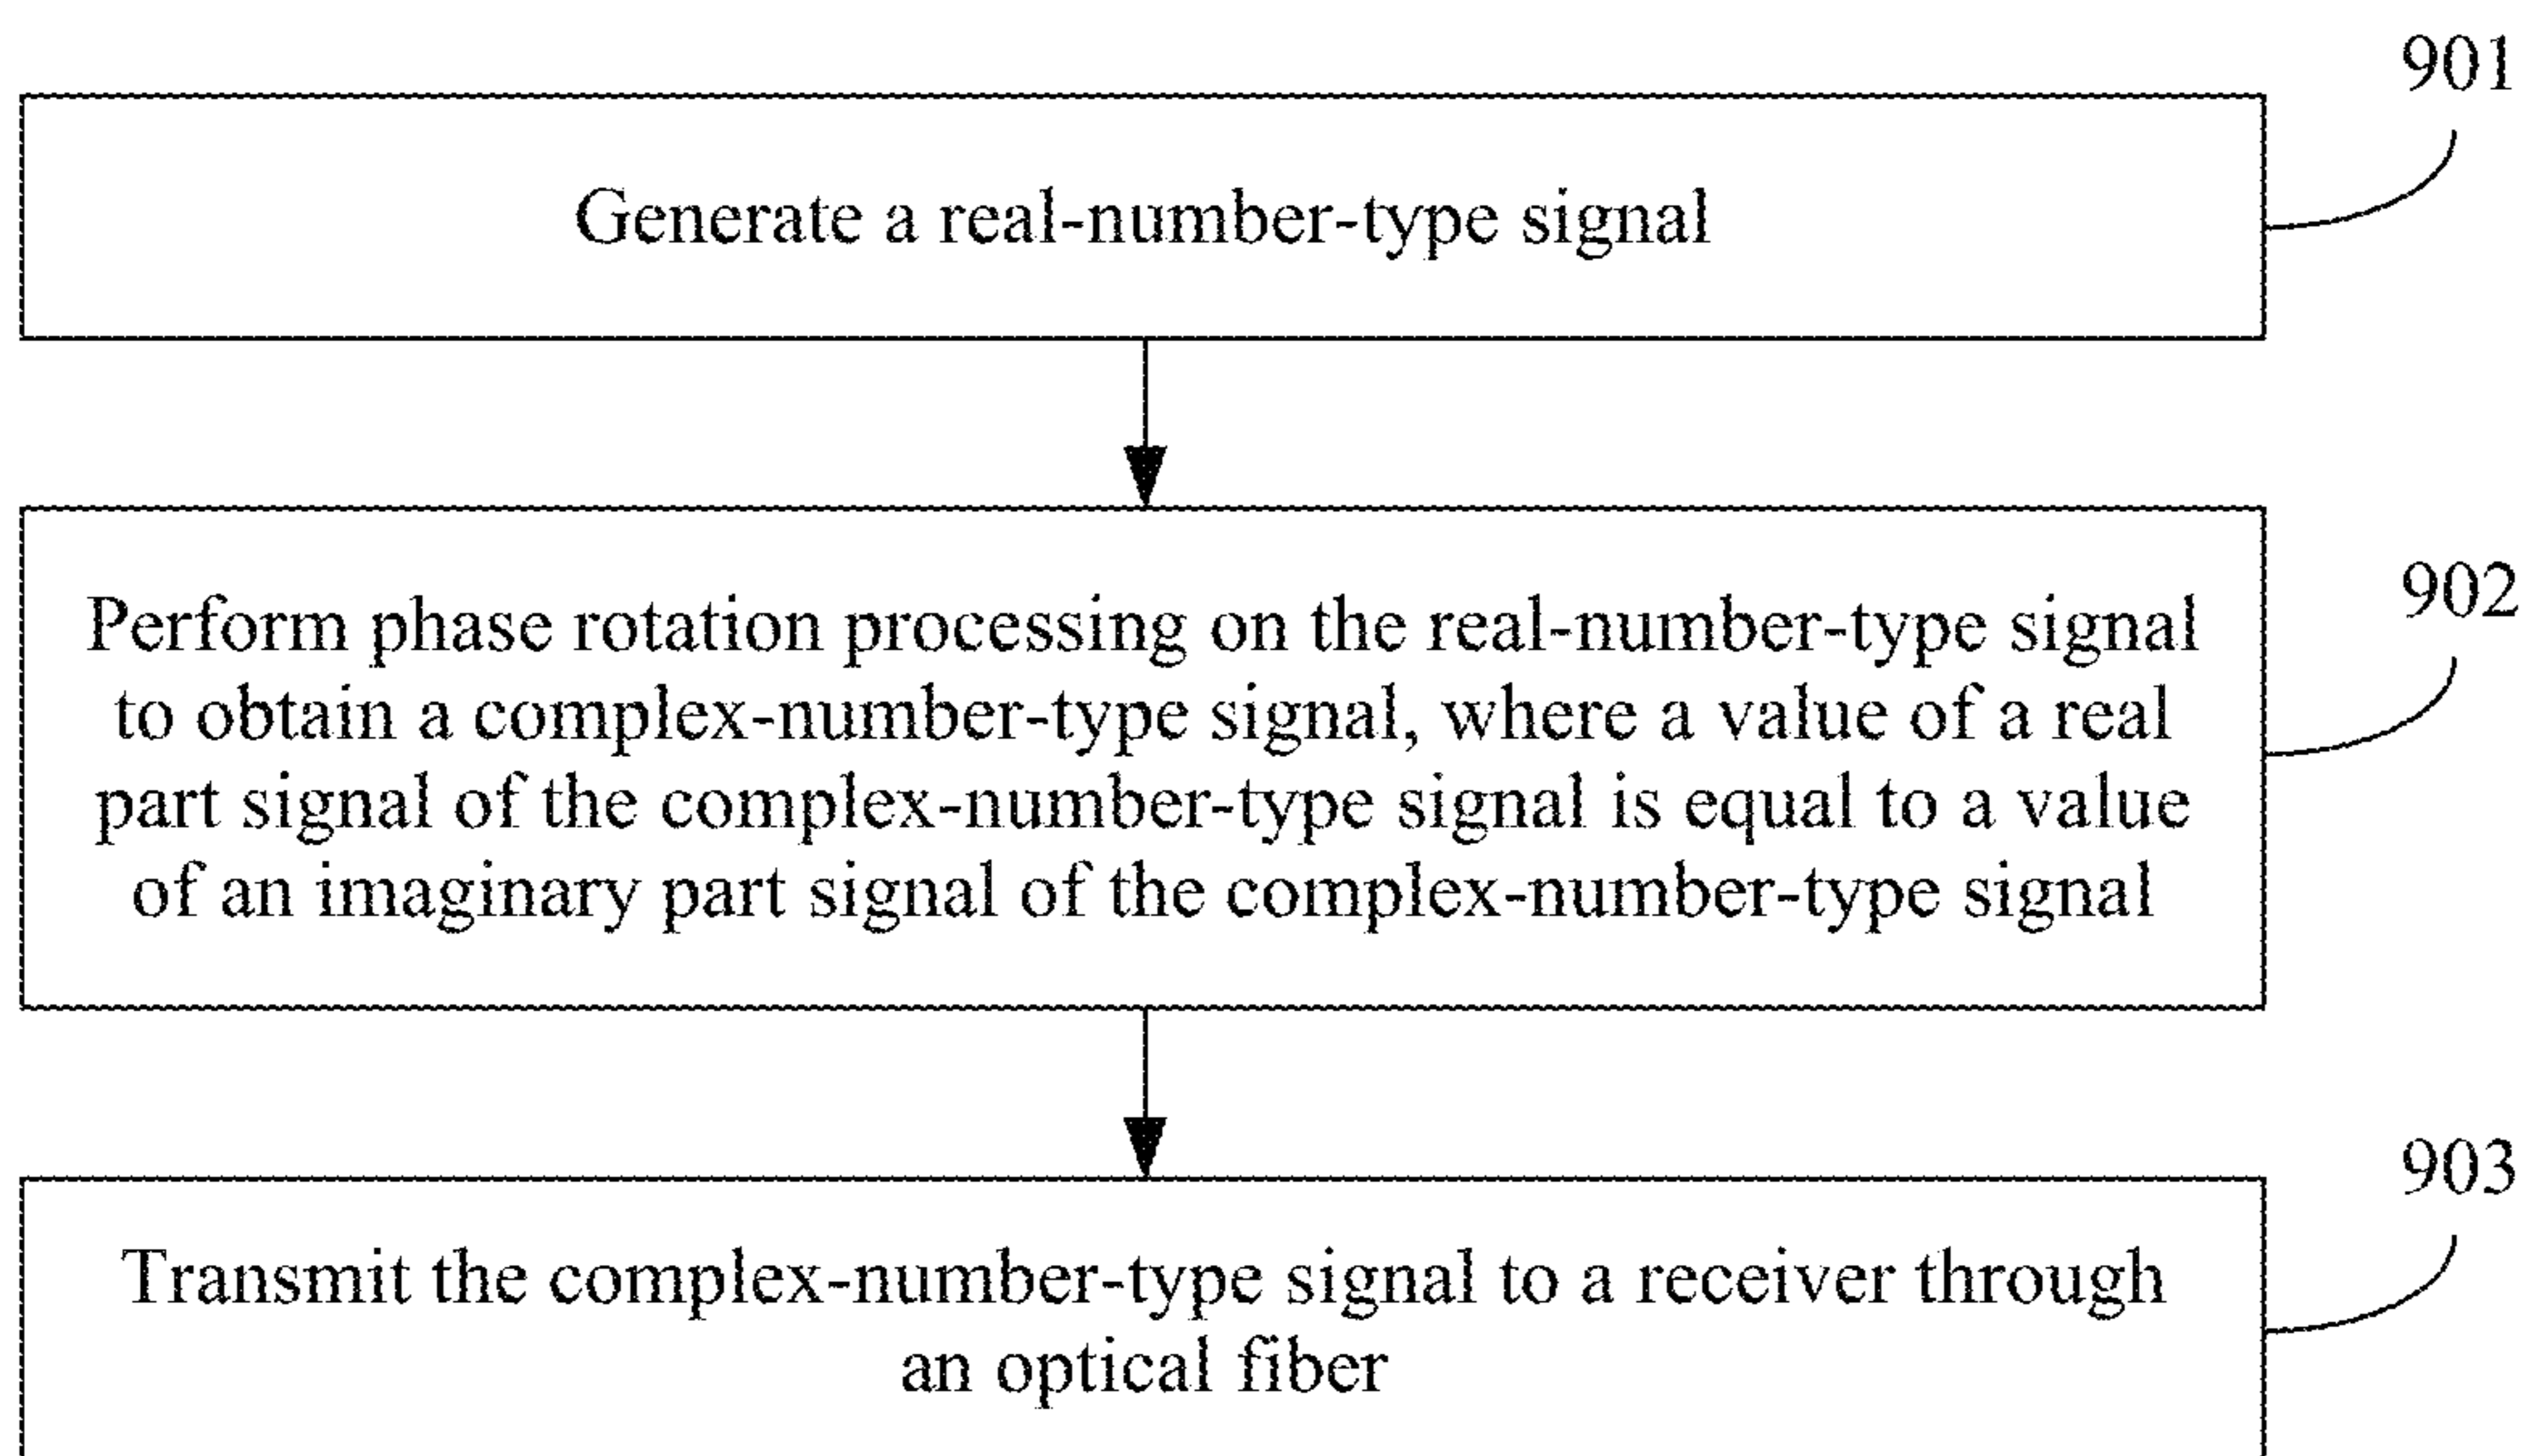 901
Generate a real-number-type signal
902
Perform phase rotation processing on the real-number-type signal
to obtain a complex-number-type signal, where a value of a real
part signal of the complex-number-type signal is equal to a value
of an imaginary part signal of the complex-number-type signal
903
Transmit the complex-number-type signal to a receiver through
an optical fiber